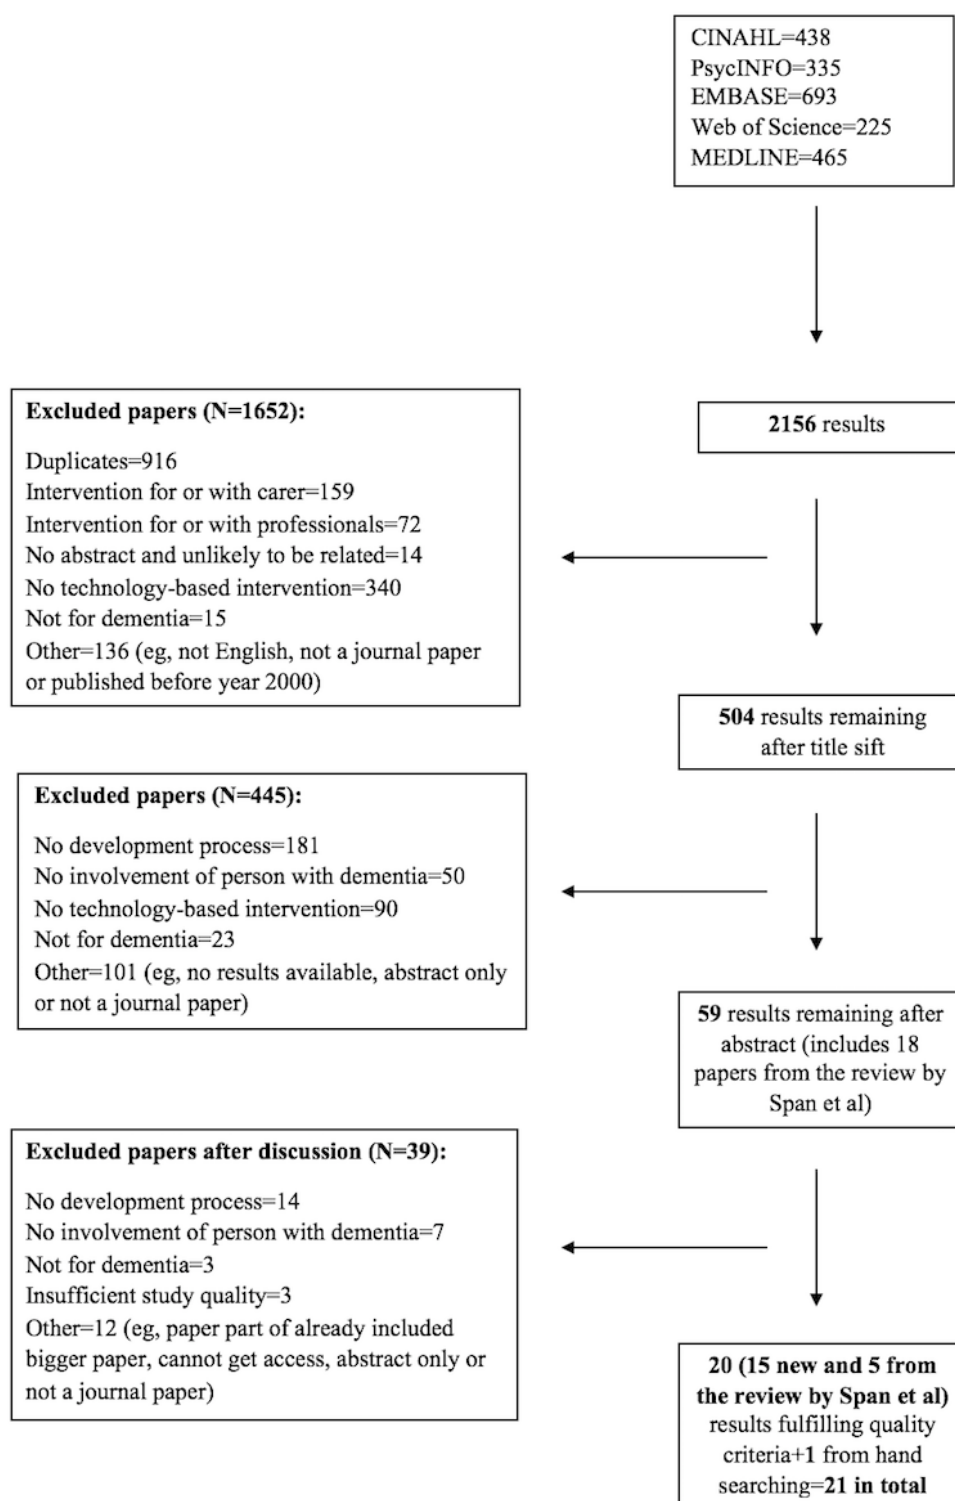 CINAHL=438
PsycINFO=335
EMBASE=693
Web of Science=225
MEDLINE=465
2156 results
Excluded papers (N=1652):
Duplicates=916
Intervention for or with carer=159
Intervention for or with professionals=72
No abstract and unlikely to be related=14
No technology-based intervention=340
Not for dementia=15
Other=136 (eg, not English, not a journal paper
or published before year 2000)
504 results remaining
after title sift
Excluded papers (N=445):
No development process=181
No involvement of person with dementia=50
No technology-based intervention=90
Not for dementia=23
Other=101 (eg, no results available, abstract only
or not a journal paper)
59 results remaining after
abstract (includes 18
papers from the review by
Span et al)
Excluded papers after discussion (N=39):
No development process=14
No involvement of person with dementia=7
Not for dementia=3
Insufficient study quality=3
Other=12 (eg, paper part of already included
bigger paper, cannot get access, abstract only or
not a journal paper)
20 (15 new and 5 from
the review by Span et al)
results fulfilling quality
criteria+1 from hand
searching=21 in total